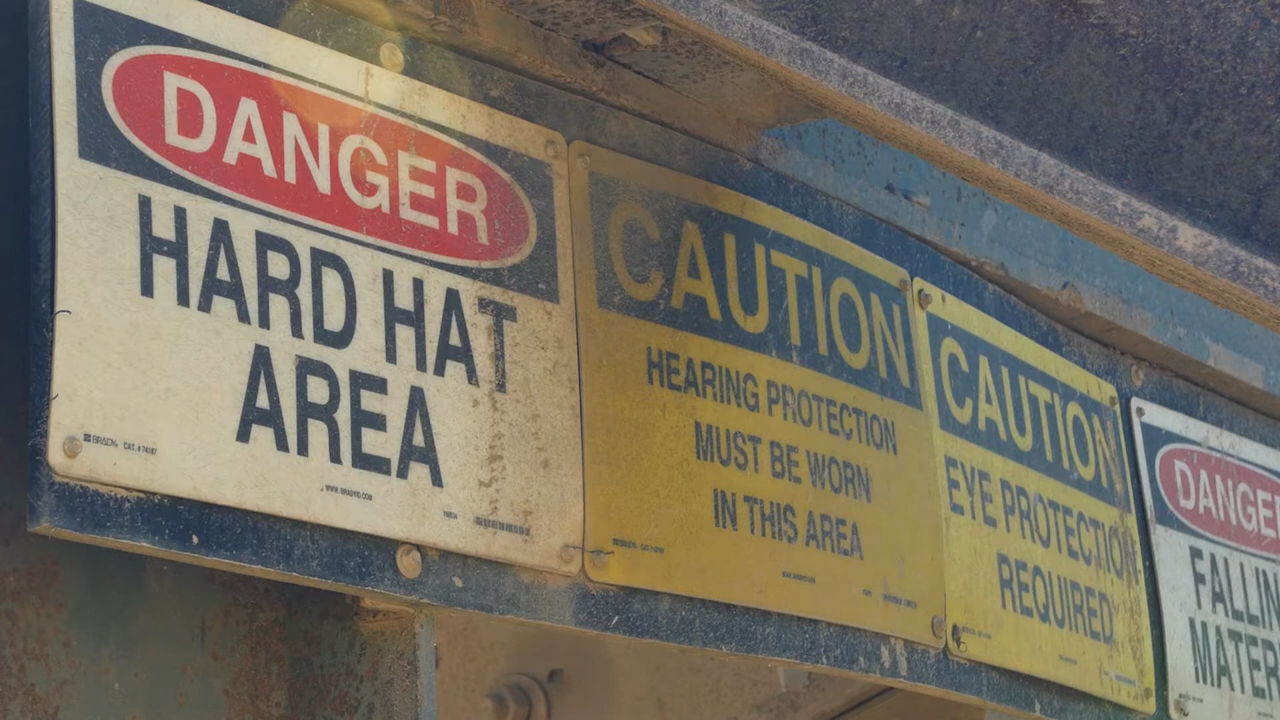 DANGER
HARD HAT
AREA
BRADY CAT. # 74187
WWW.BRADYID.COM
CAUTION
HEARING PROTECTION
MUST BE WORN
IN THIS AREA
CAUTION
EYE PROTECTION
REQUIRED
DANGE
FALLIN
MATER